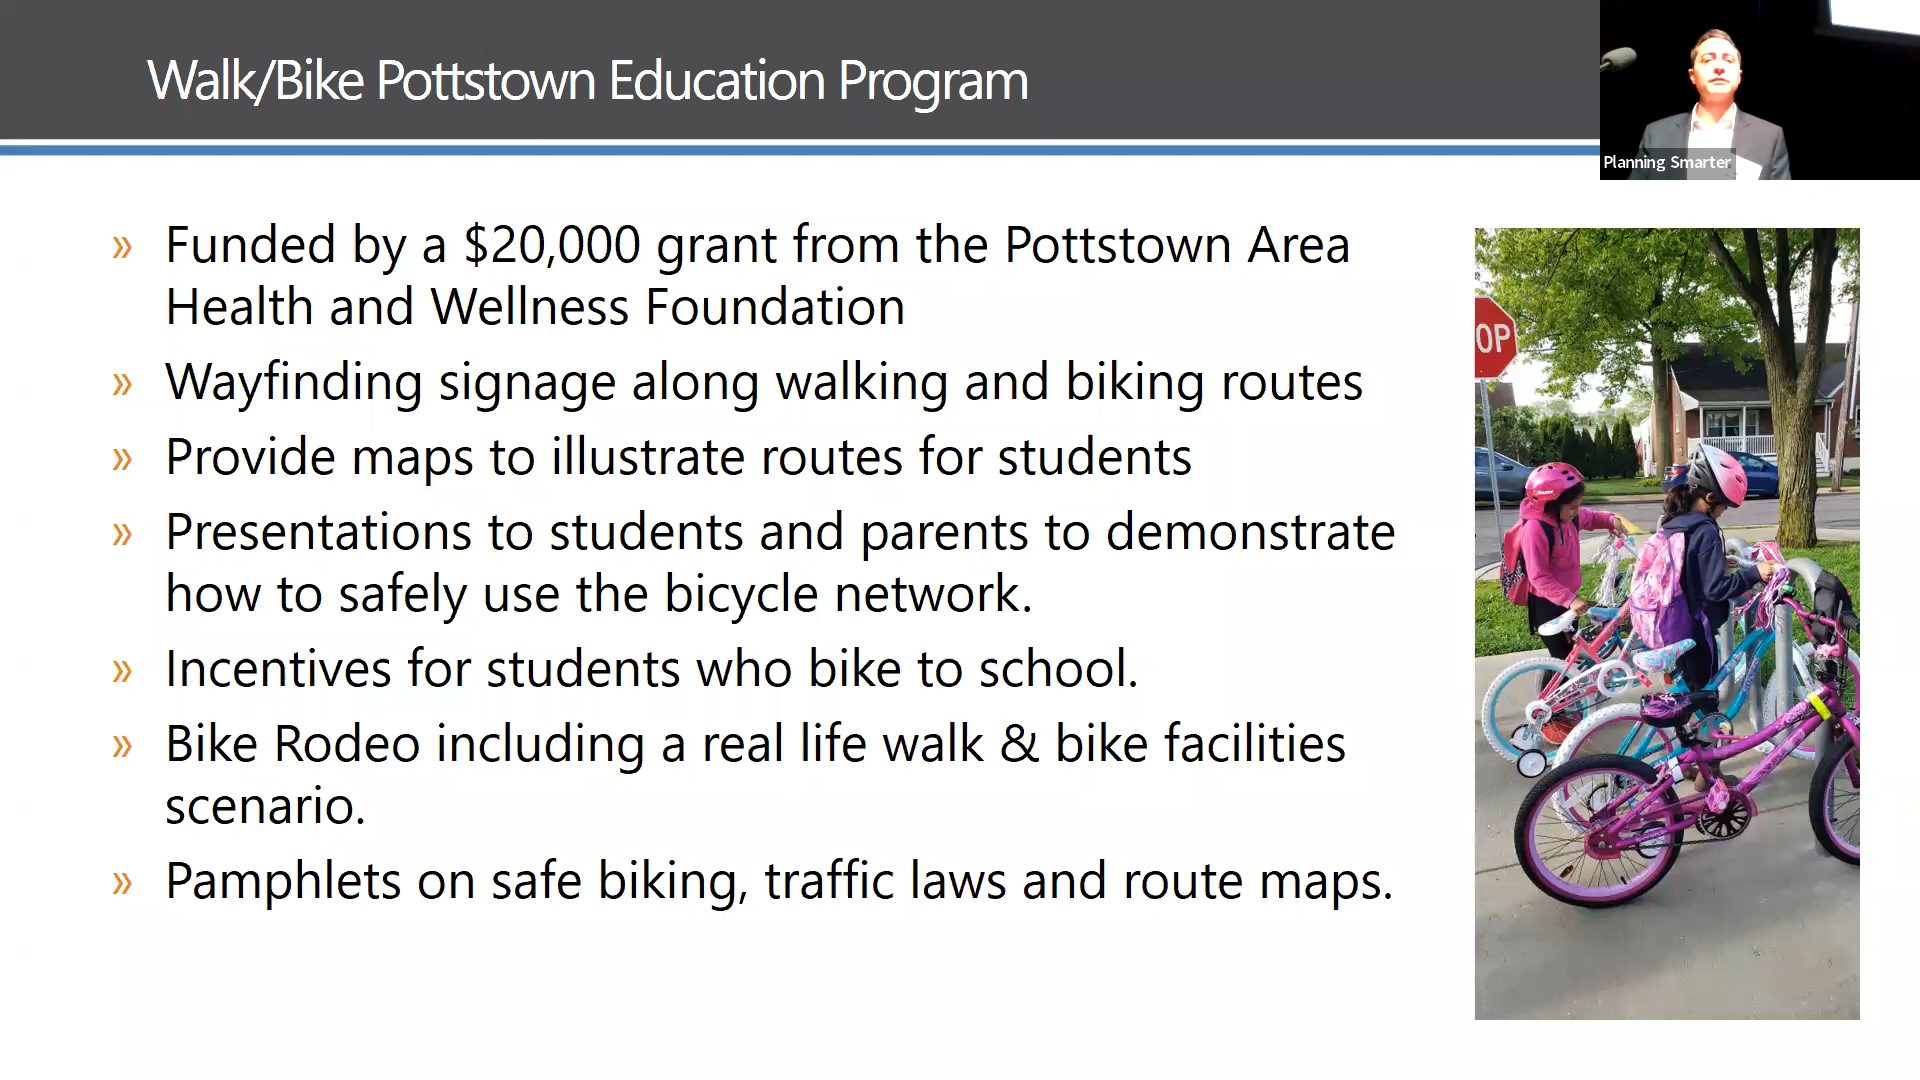 Walk/Bike Pottstown Education Program
Planning Smarter
» Funded by a $20,000 grant from the Pottstown Area
Health and Wellness Foundation
» Wayfinding signage along walking and biking routes
» Provide maps to illustrate routes for students
» Presentations to students and parents to demonstrate
how to safely use the bicycle network.
» Incentives for students who bike to school.
» Bike Rodeo including a real life walk & bike facilities
scenario.
» Pamphlets on safe biking, traffic laws and route maps.
OP